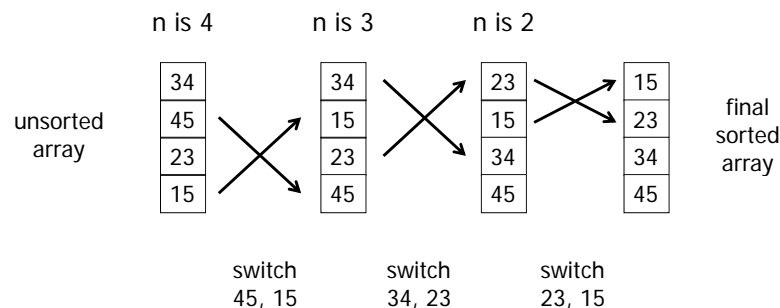 n is 4
n is 3
n is 2
unsorted
array
34
45
23
15
34
15
23
45
23
15
34
45
15
23
34
45
final
sorted
array
switch
45, 15
switch
34, 23
switch
23, 15